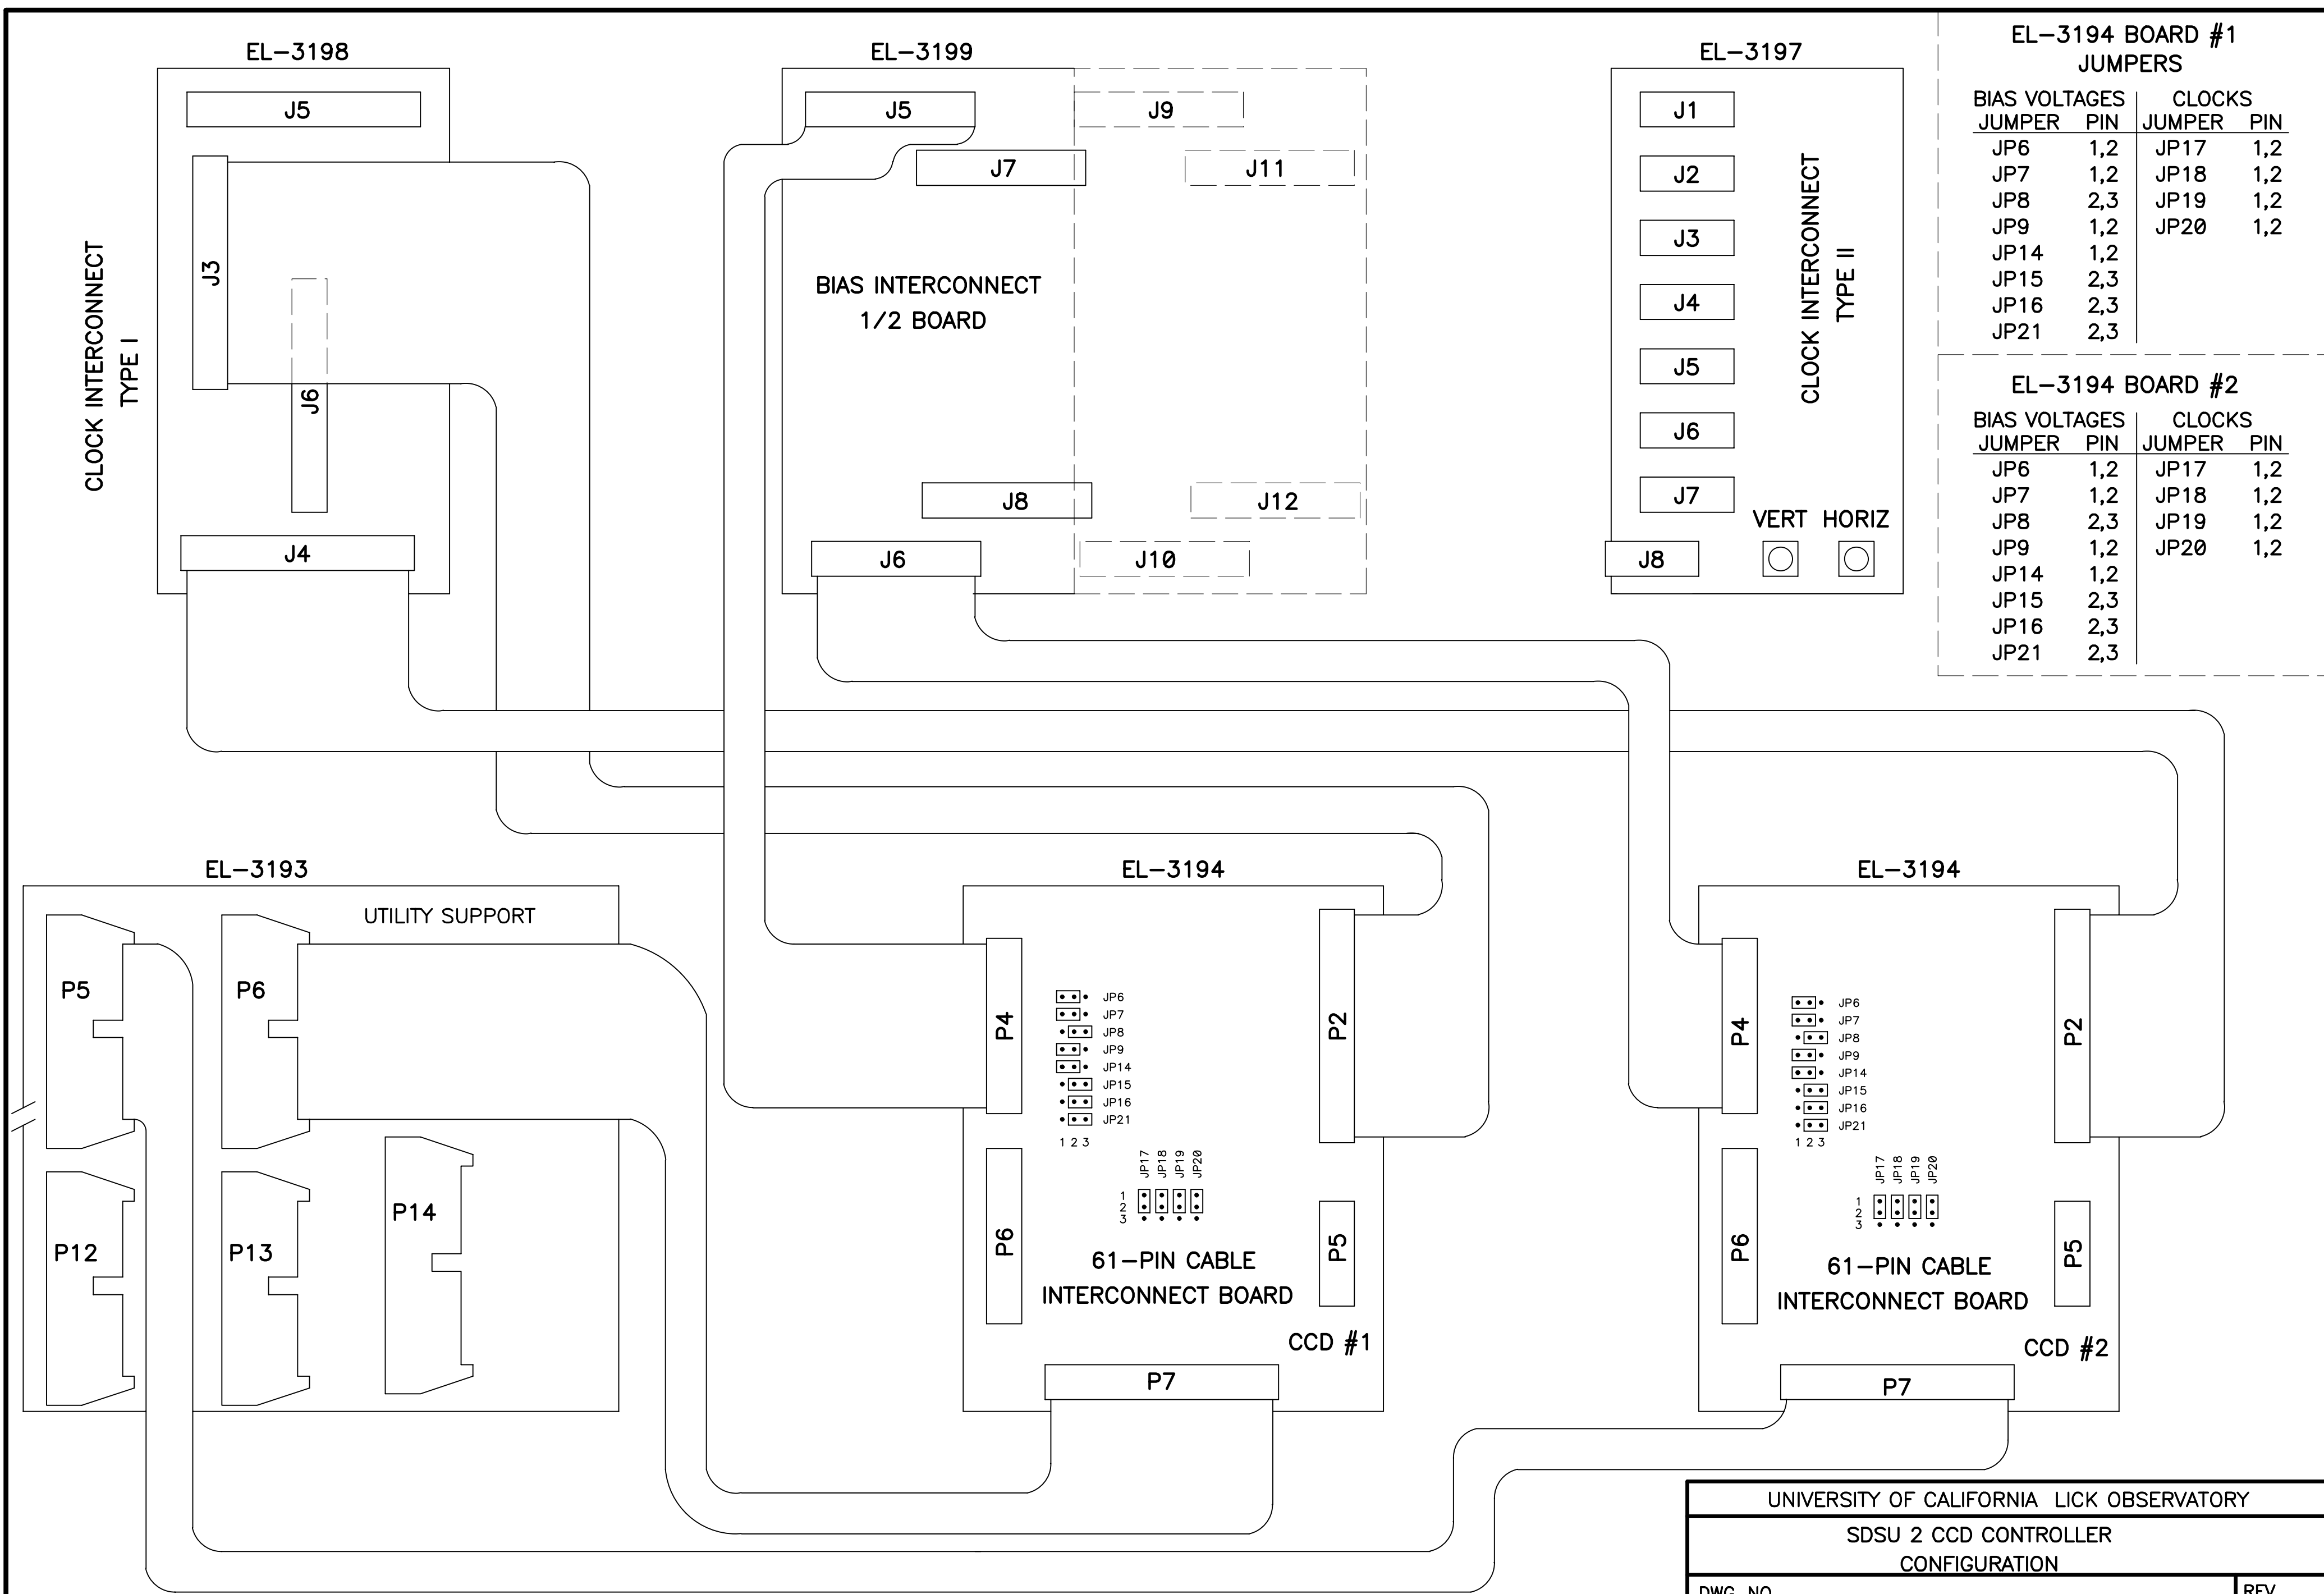 EL-3198
EL-3199
EL-3197
J5
J3
J6
J4
CLOCK INTERCONNECT
TYPE I
J5
J9
J7
J11
BIAS INTERCONNECT
1/2 BOARD
J8
J12
J6
J10
J1
J2
J3
J4
J5
J6
J7
J8
CLOCK INTERCONNECT
TYPE II
VERT HORIZ
EL-3194 BOARD #1
JUMPERS
BIAS VOLTAGES CLOCKS
JUMPER PIN JUMPER PIN
JP6 1,2 JP17 1,2
JP7 1,2 JP18 1,2
JP8 2,3 JP19 1,2
JP9 1,2 JP20 1,2
JP14 1,2
JP15 2,3
JP16 2,3
JP21 2,3
EL-3194 BOARD #2
BIAS VOLTAGES CLOCKS
JUMPER PIN JUMPER PIN
JP6 1,2 JP17 1,2
JP7 1,2 JP18 1,2
JP8 2,3 JP19 1,2
JP9 1,2 JP20 1,2
JP14 1,2
JP15 2,3
JP16 2,3
JP21 2,3
EL-3193
UTILITY SUPPORT
P5
P6
P12
P13
P14
EL-3194
P4
P2
JP6
JP7
JP8
JP9
JP14
JP15
JP16
JP21
1 2 3
JP17 JP18 JP19 JP20
1
2
3
P6
P5
61-PIN CABLE
INTERCONNECT BOARD
CCD #1
P7
EL-3194
P4
P2
JP6
JP7
JP8
JP9
JP14
JP15
JP16
JP21
1 2 3
JP17 JP18 JP19 JP20
1
2
3
P6
P5
61-PIN CABLE
INTERCONNECT BOARD
CCD #2
P7
UNIVERSITY OF CALIFORNIA LICK OBSERVATORY
SDSU 2 CCD CONTROLLER
CONFIGURATION
DWG. NO. REV.